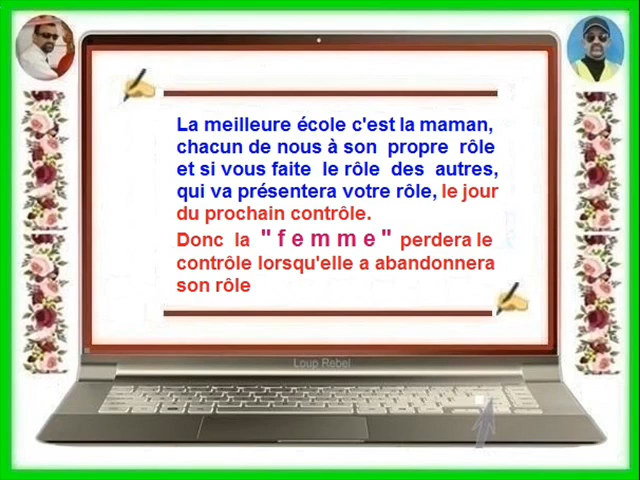 La meilleure école c'est la maman,
chacun de nous à son propre rôle
et si vous faite le rôle des autres,
qui va présentera votre rôle, le jour
du prochain contrôle.
Donc la " f e m m e " perdera le
contrôle lorsqu'elle a abandonnera
son rôle
Loup Rebel